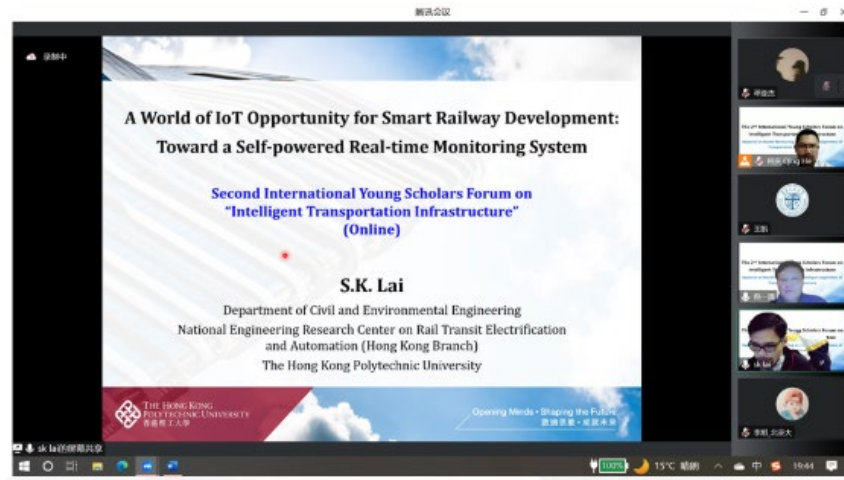 腾讯会议
录制中
A World of IoT Opportunity for Smart Railway Development:
Toward a Self-powered Real-time Monitoring System
Second International Young Scholars Forum on
"Intelligent Transportation Infrastructure"
(Online)
S.K. Lai
Department of Civil and Environmental Engineering
National Engineering Research Center on Rail Transit Electrification
and Automation (Hong Kong Branch)
The Hong Kong Polytechnic University
THE HONG KONG
POLYTECHNIC UNIVERSITY
香港理工大學
Opening Minds • Shaping the Future
啟迪思維 • 成就未來
Qing He
sk lai
sk lai的屏幕共享
100%
15°C 晴朗
中
19:44